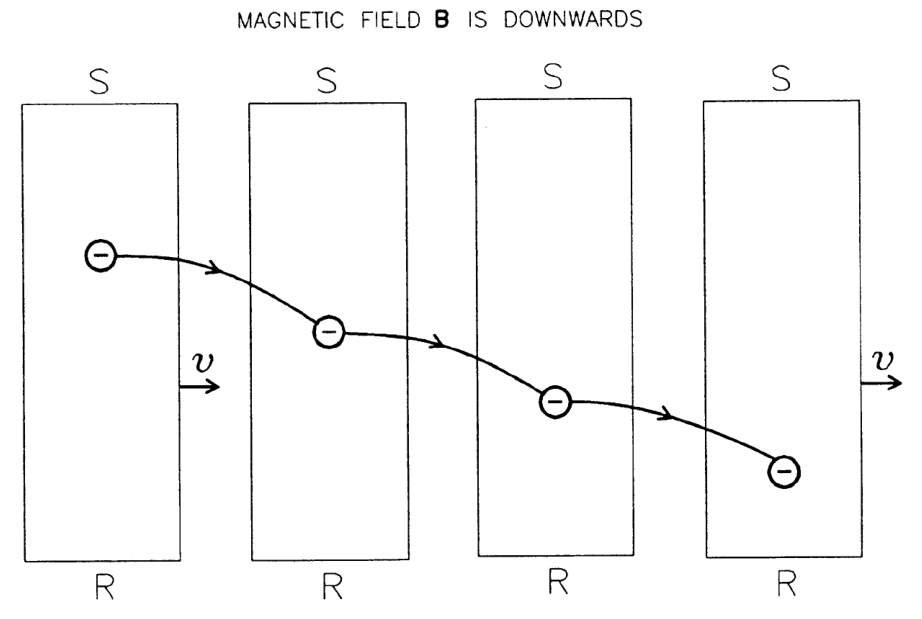 MAGNETIC FIELD B IS DOWNWARDS
S S S S
− 
− 
v v
− 
− 
R R R R